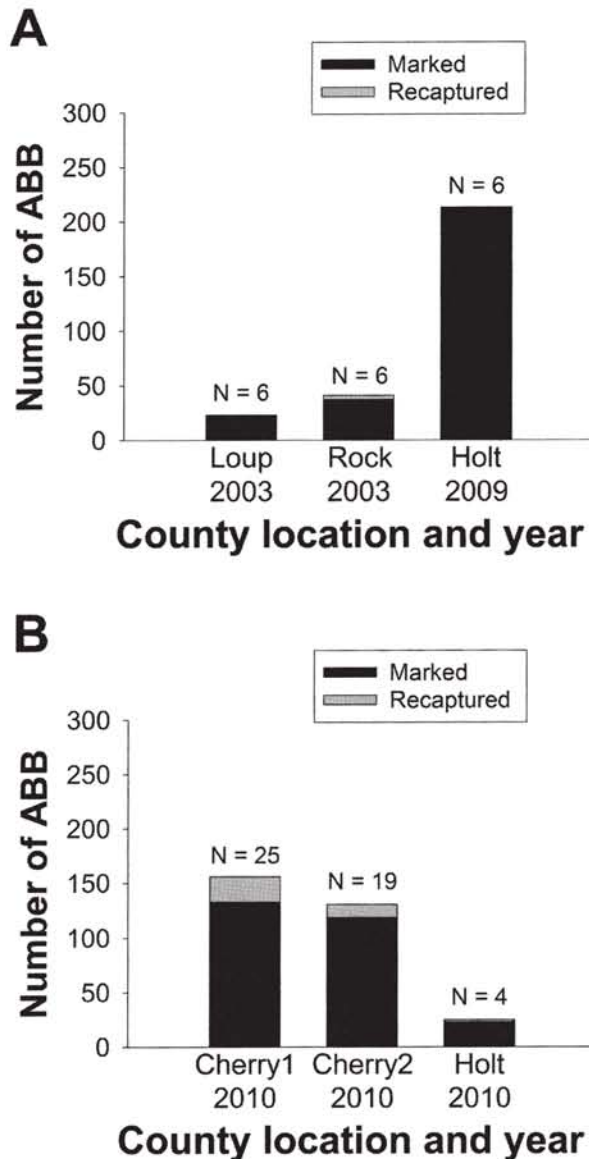 A
Marked
Recaptured
300
250
200
150
100
50
0
Number of ABB
N = 6
N = 6
N = 6
Loup Rock Holt
2003 2003 2009
County location and year
B
Marked
Recaptured
300
250
200
150
100
50
0
Number of ABB
N = 25
N = 19
N = 4
Cherry1 Cherry2 Holt
2010 2010 2010
County location and year